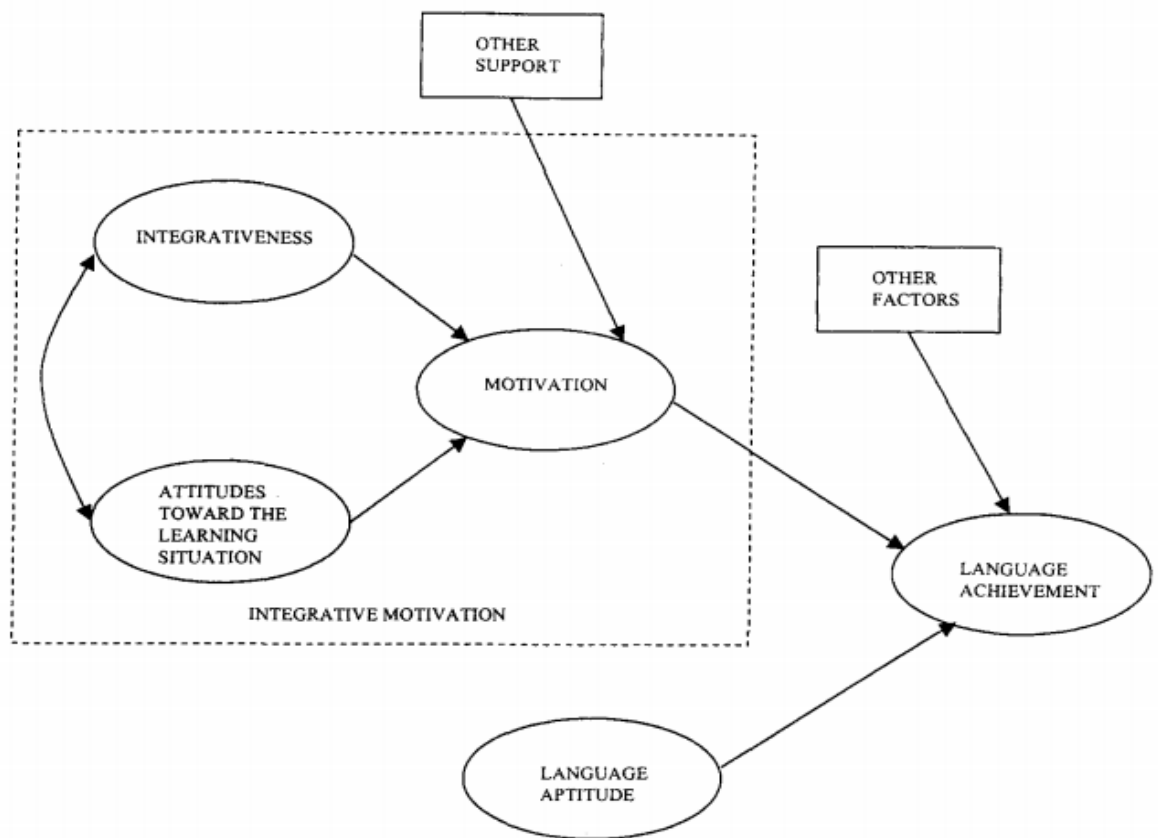 OTHER
SUPPORT
INTEGRATIVENESS
OTHER
FACTORS
MOTIVATION
ATTITUDES
TOWARD THE
LEARNING
SITUATION
LANGUAGE
ACHIEVEMENT
INTEGRATIVE MOTIVATION
LANGUAGE
APTITUDE